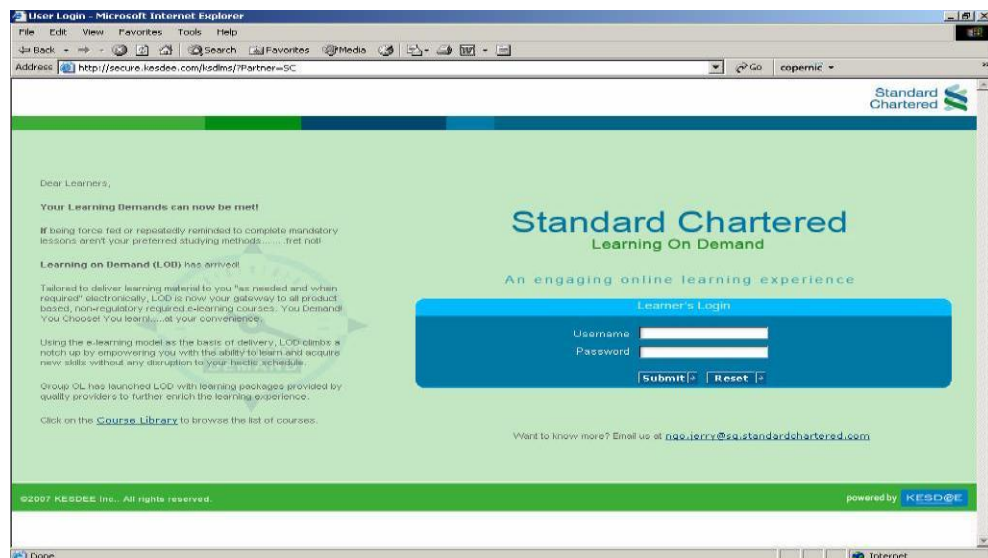 User Login - Microsoft Internet Explorer
File Edit View Favorites Tools Help
Back Search Favorites Media
Address http://secure.kesdee.com/ksdlms/?Partner=SC Go copernic
Standard
Chartered
Dear Learners,
Your Learning Demands can now be met!
If being force fed or repeatedly reminded to complete mandatory
lessons aren't your preferred studying methods.......fret not!
Learning on Demand (LOD) has arrived!
Tailored to deliver learning material to you "as needed and when
required" electronically, LOD is now your gateway to all product
based, non-regulatory required e-learning courses. You Demand!
You Choose! You learn!.....at your convenience.
Using the e-learning model as the basis of delivery, LOD climbs a
notch up by empowering you with the ability to learn and acquire
new skills without any disruption to your hectic schedule.
Group OL has launched LOD with learning packages provided by
quality providers to further enrich the learning experience.
Click on the Course Library to browse the list of courses.
DEMAND
Standard Chartered
Learning On Demand
An engaging online learning experience
Learner's Login
Username
Password
Submit Reset
Want to know more? Email us at ngo.jerry@sg.standardchartered.com
©2007 KESDEE Inc.. All rights reserved.
powered by KESD@E
Done Internet